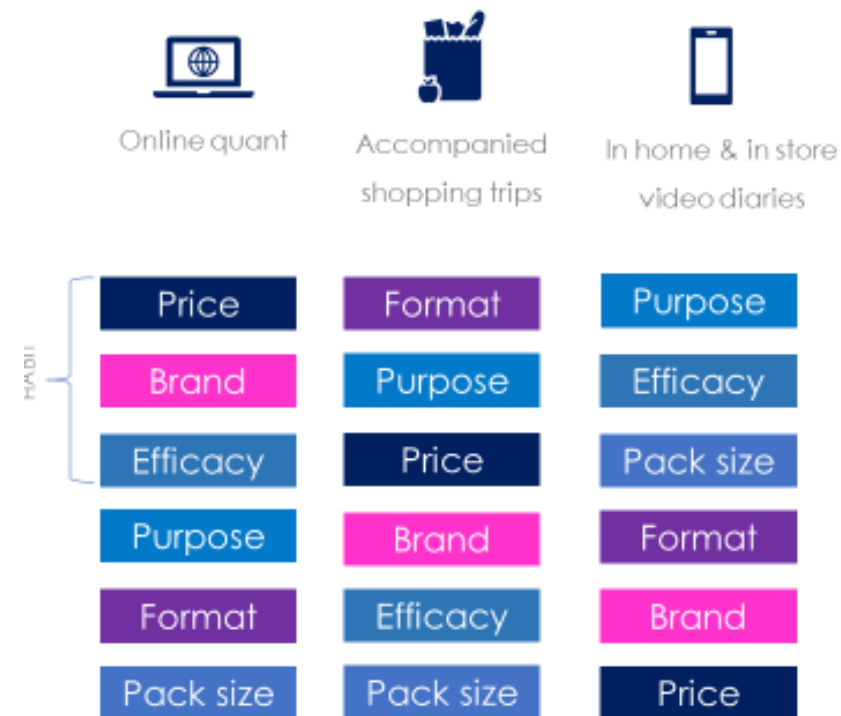 Online quant
Accompanied
shopping trips
In home & in store
video diaries
HABIT
Price
Brand
Efficacy
Purpose
Format
Pack size
Format
Purpose
Price
Brand
Efficacy
Pack size
Purpose
Efficacy
Pack size
Format
Brand
Price